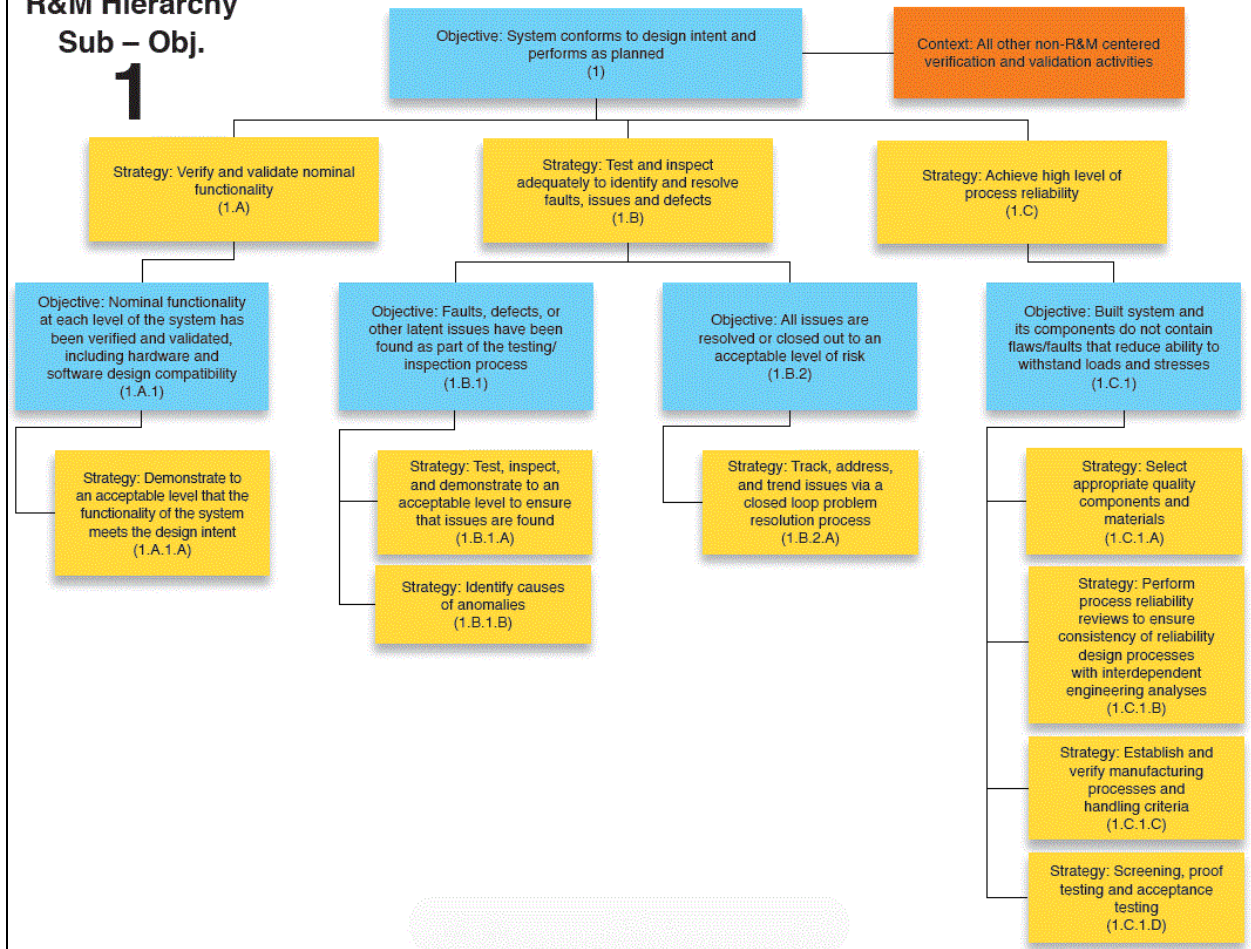 R&M Hierarchy
Sub – Obj.
1
Objective: System conforms to design intent and
performs as planned
(1)
Context: All other non-R&M centered
verification and validation activities
Strategy: Verify and validate nominal
functionality
(1.A)
Strategy: Test and inspect
adequately to identify and resolve
faults, issues and defects
(1.B)
Strategy: Achieve high level of
process reliability
(1.C)
Objective: Nominal functionality
at each level of the system has
been verified and validated,
including hardware and
software design compatibility
(1.A.1)
Objective: Faults, defects, or
other latent issues have been
found as part of the testing/
inspection process
(1.B.1)
Objective: All issues are
resolved or closed out to an
acceptable level of risk
(1.B.2)
Objective: Built system and
its components do not contain
flaws/faults that reduce ability to
withstand loads and stresses
(1.C.1)
Strategy: Demonstrate to
an acceptable level that the
functionality of the system
meets the design intent
(1.A.1.A)
Strategy: Test, inspect,
and demonstrate to an
acceptable level to ensure
that issues are found
(1.B.1.A)
Strategy: Identify causes
of anomalies
(1.B.1.B)
Strategy: Track, address,
and trend issues via a
closed loop problem
resolution process
(1.B.2.A)
Strategy: Select
appropriate quality
components and
materials
(1.C.1.A)
Strategy: Perform
process reliability
reviews to ensure
consistency of reliability
design processes
with interdependent
engineering analyses
(1.C.1.B)
Strategy: Establish and
verify manufacturing
processes and
handling criteria
(1.C.1.C)
Strategy: Screening, proof
testing and acceptance
testing
(1.C.1.D)